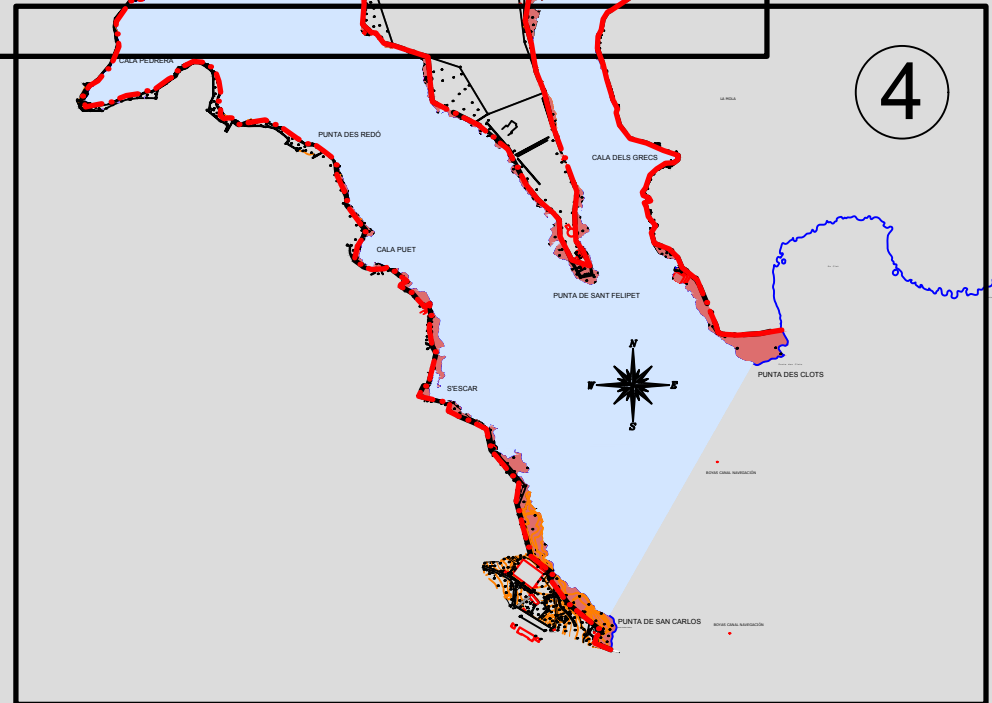 CALA PEDRERA
4
LA MOLA
PUNTA DES REDÓ
CALA DELS GRECS
CALA PUET
PUNTA DE SANT FELIPET
N
W
E
S
PUNTA DES CLOTS
S'ESCAR
BOYAS CANAL NAVEGACIÓN
PUNTA DE SAN CARLOS
BOYAS CANAL NAVEGACIÓN